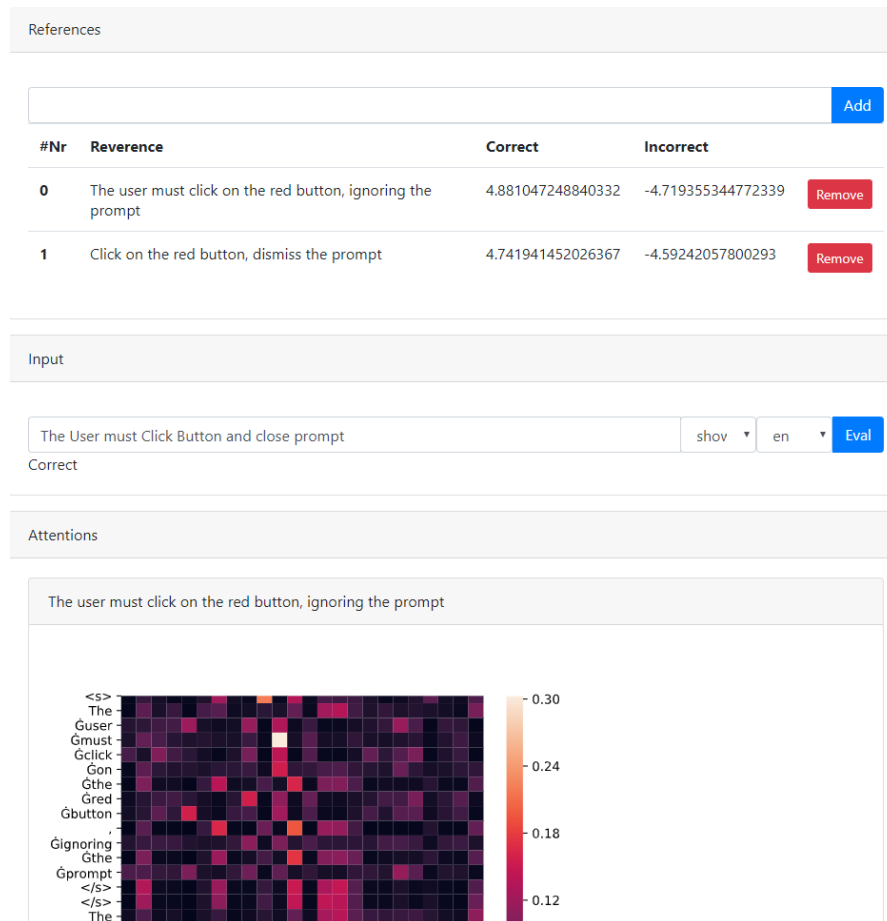 References
Add
#Nr Reverence Correct Incorrect
0 The user must click on the red button, ignoring the 4.881047248840332 -4.719355344772339 Remove
prompt
1 Click on the red button, dismiss the prompt 4.741941452026367 -4.59242057800293 Remove
Input
The User must Click Button and close prompt shov en Eval
Correct
Attentions
The user must click on the red button, ignoring the prompt
<s>
The
Ġuser
Ġmust
Ġclick
Ġon
Ġthe
Ġred
Ġbutton
,
Ġignoring
Ġthe
Ġprompt
</s>
</s>
The
0.30
0.24
0.18
0.12